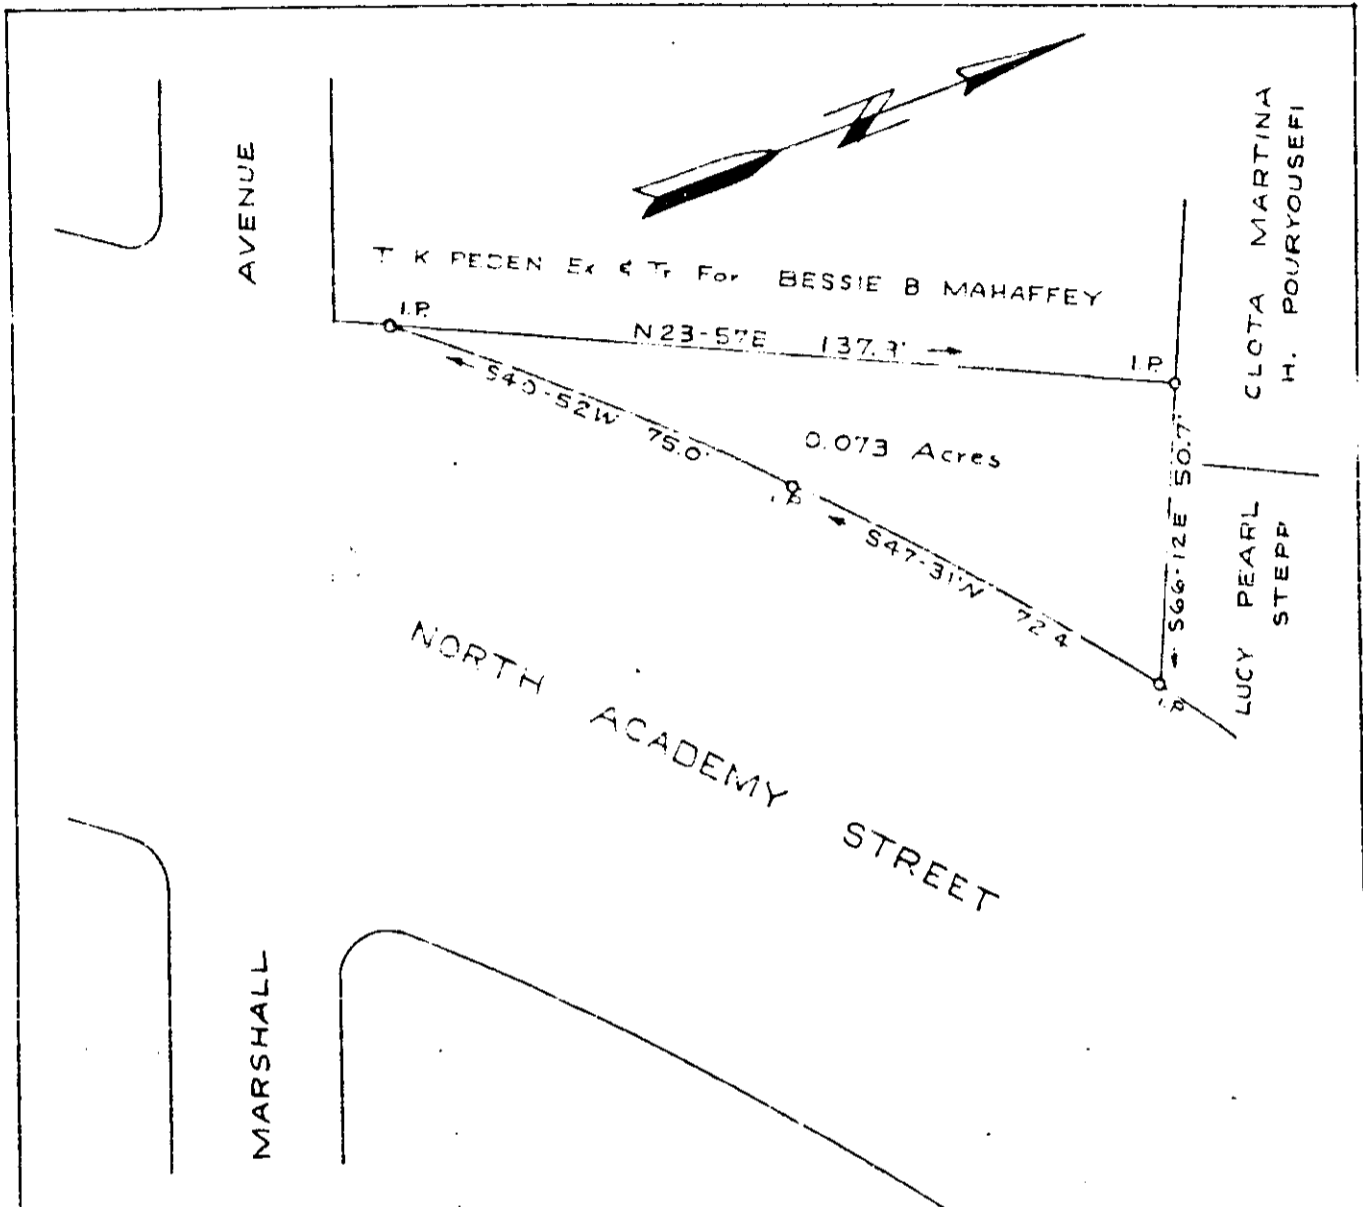 AVENUE
T K PEDEN Ex & Tr For BESSIE B MAHAFFEY
CLOTA MARTINA
H. POURYOUSEFI
I.P.
N23-57E 137.3'
I.P.
S40-52W 75.0'
0.073 Acres
I.P.
S47-31W 72.4
S66-12E 50.7'
I.P.
LUCY PEARL
STEPP
NORTH ACADEMY STREET
MARSHALL
N